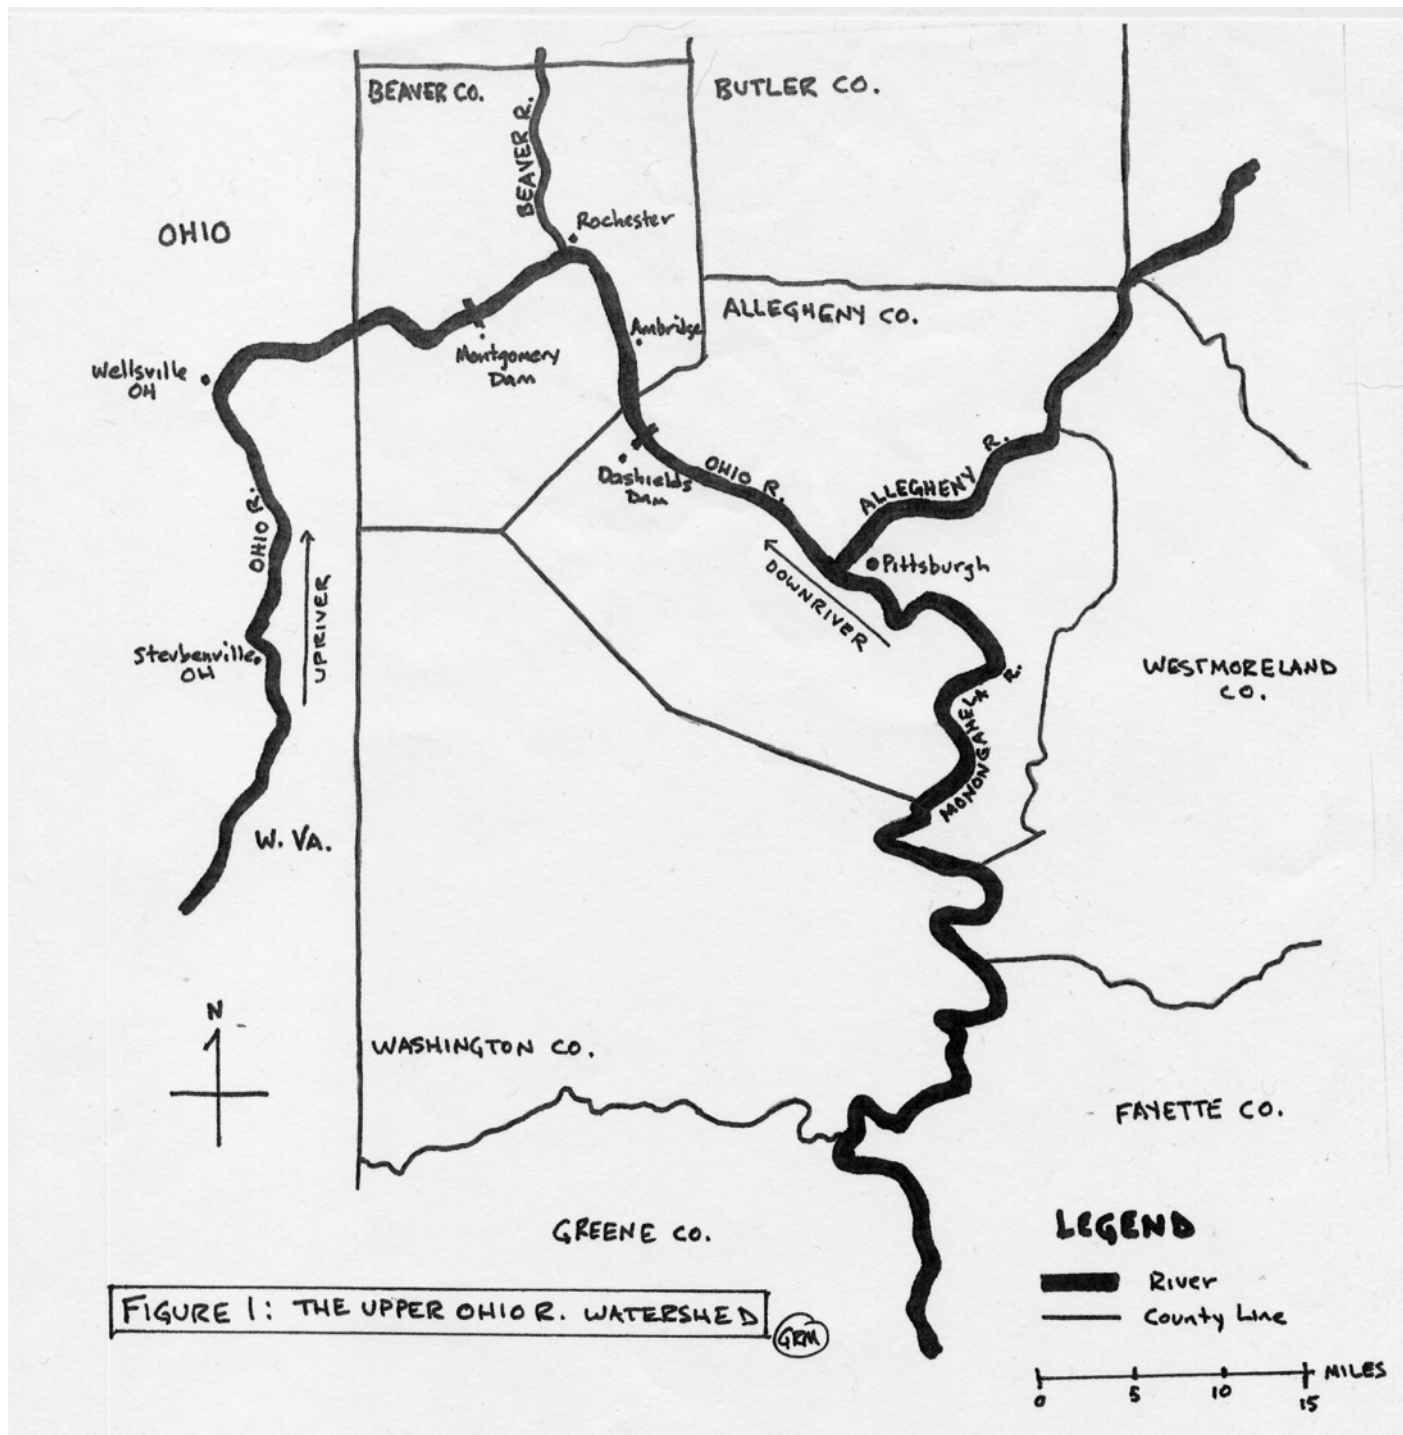 BEAVER CO.
BUTLER CO.
BEAVER R.
Rochester
OHIO
ALLEGHENY CO.
Ambridge
Montgomery
Dam
Wellsville
OH
OHIO R.
Dashields
Dam
ALLEGHENY R.
OHIO R.
Pittsburgh
DOWNRIVER
UPRIVER
Steubenville,
OH
WESTMORELAND
CO.
MONONGAHELA R.
W. VA.
N
WASHINGTON CO.
FAYETTE CO.
GREENE CO.
LEGEND
River
County Line
FIGURE 1: THE UPPER OHIO R. WATERSHED
GRM
MILES
0 5 10 15